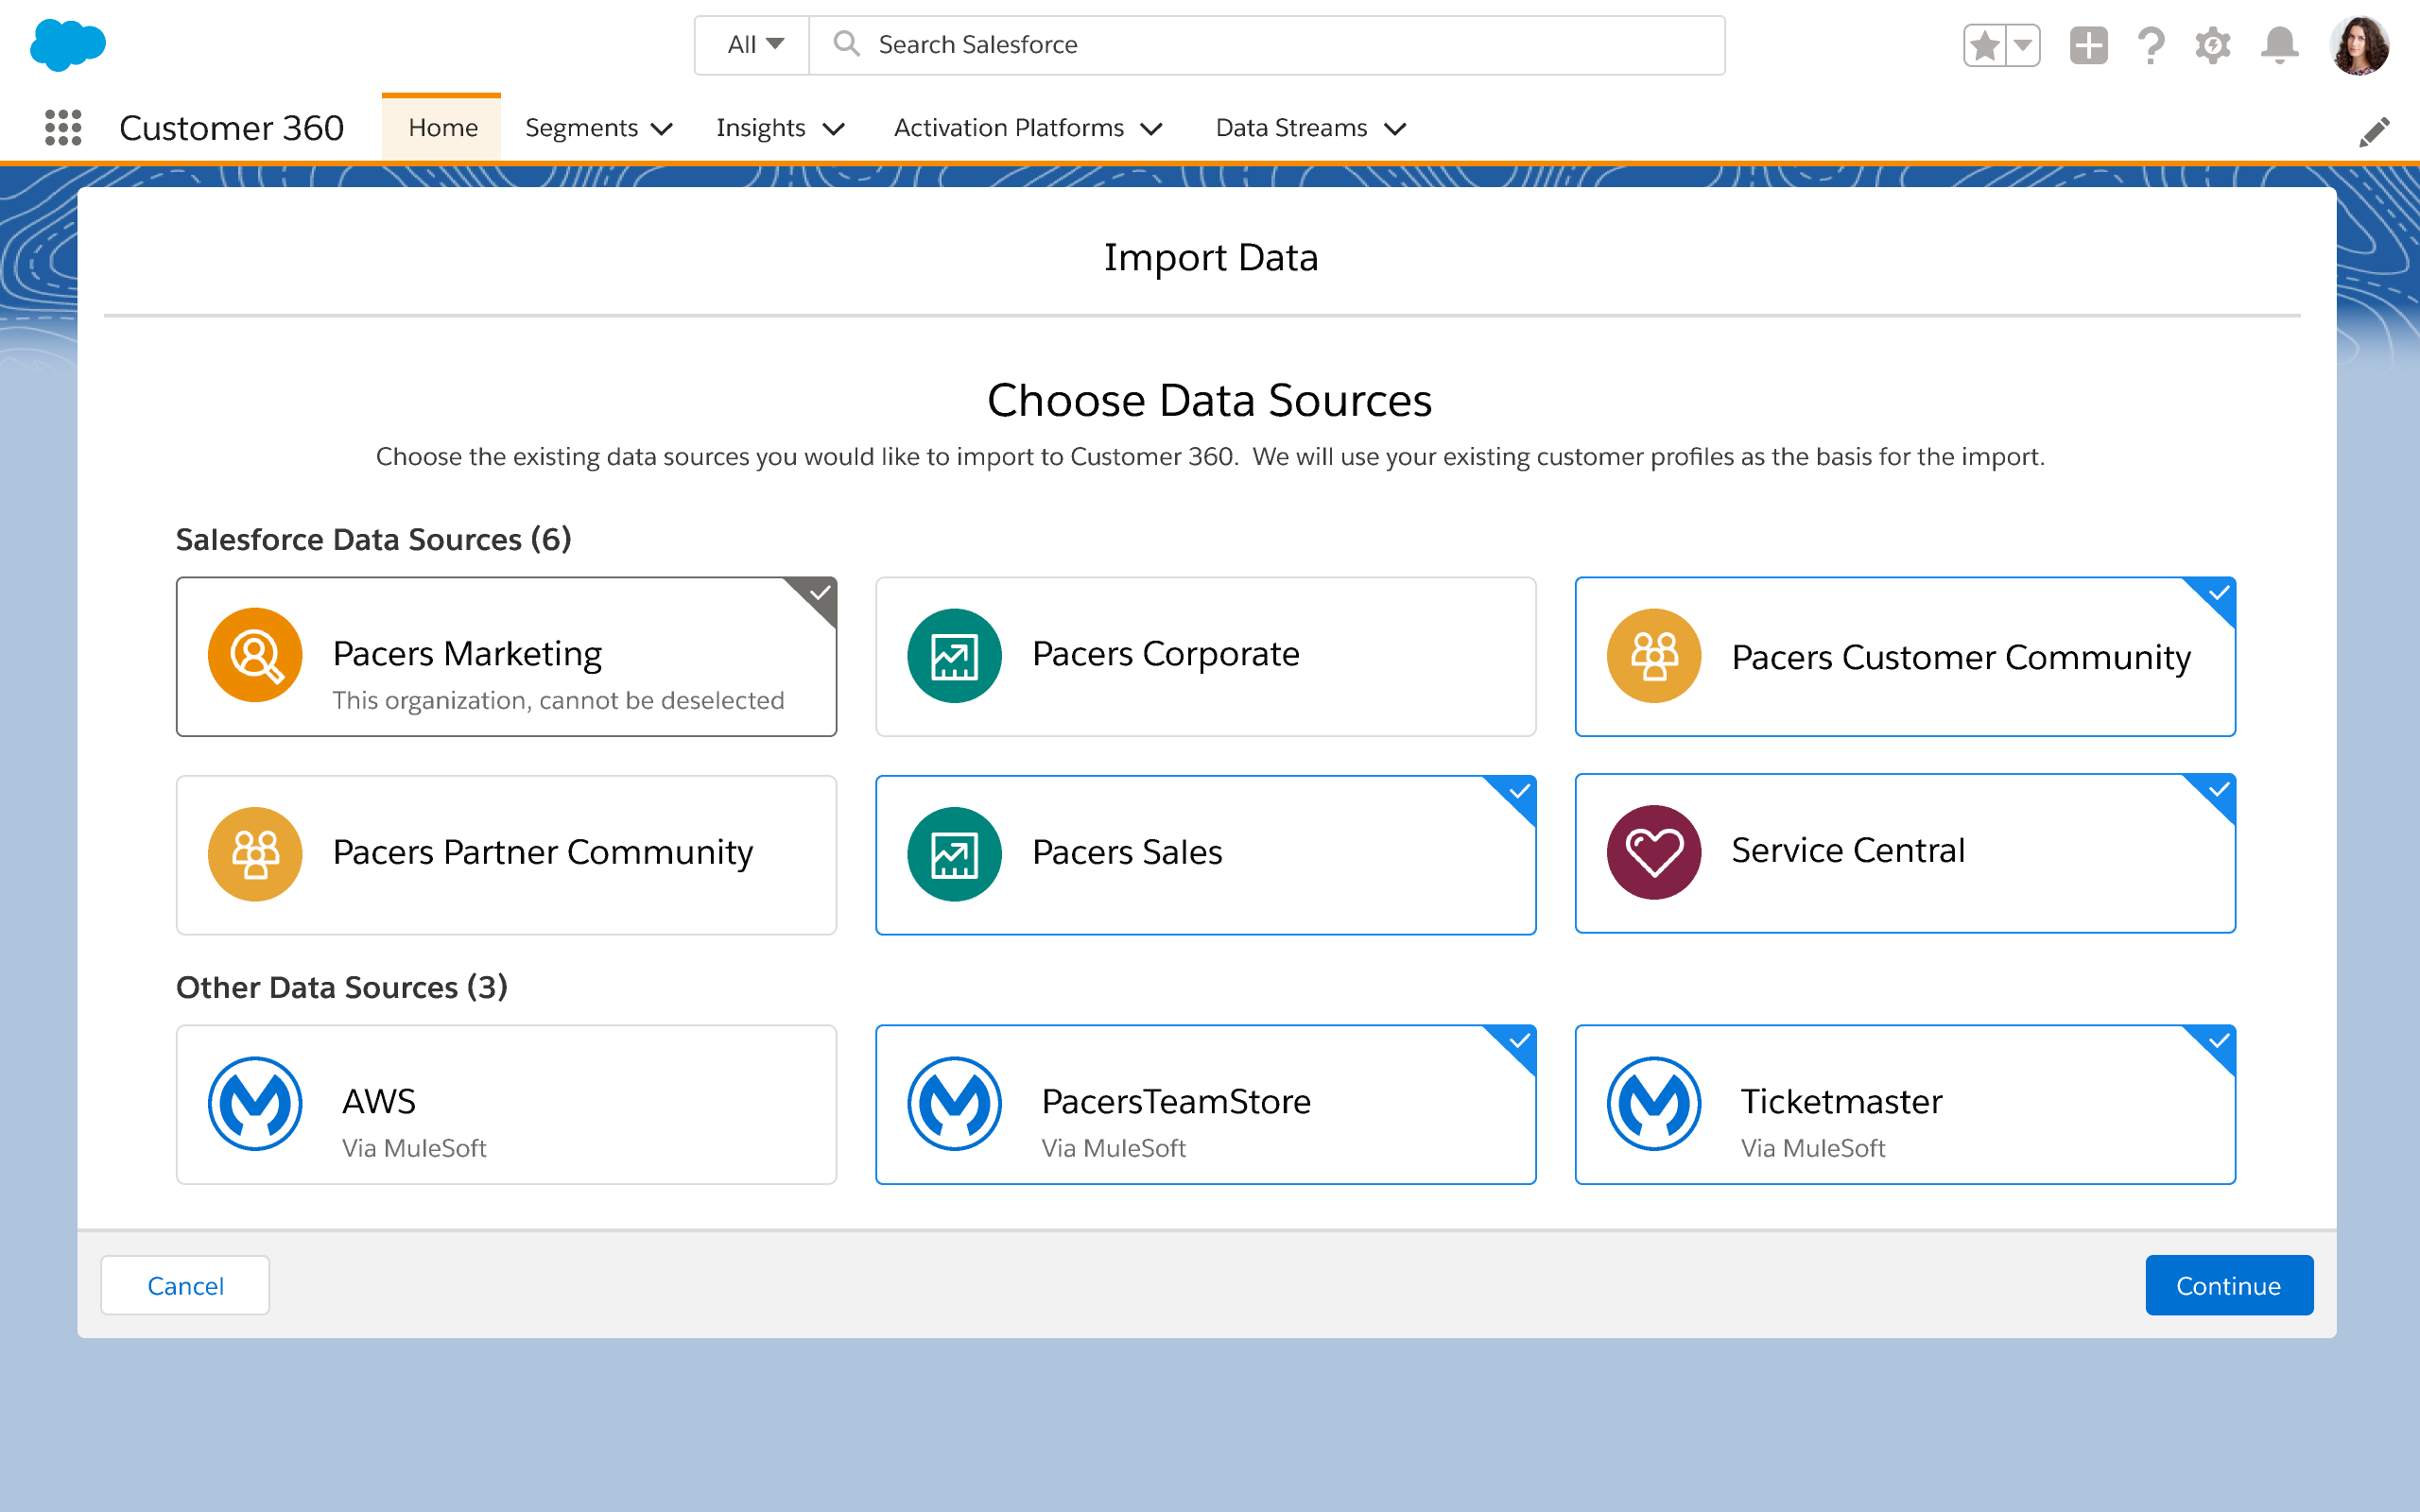 All
Search Salesforce
Customer 360
Home
Segments
Insights
Activation Platforms
Data Streams
Import Data
Choose Data Sources
Choose the existing data sources you would like to import to Customer 360.  We will use your existing customer profiles as the basis for the import.
Salesforce Data Sources (6)
Pacers Marketing
This organization, cannot be deselected
Pacers Corporate
Pacers Customer Community
Pacers Partner Community
Pacers Sales
Service Central
Other Data Sources (3)
AWS
Via MuleSoft
PacersTeamStore
Via MuleSoft
Ticketmaster
Via MuleSoft
Cancel
Continue